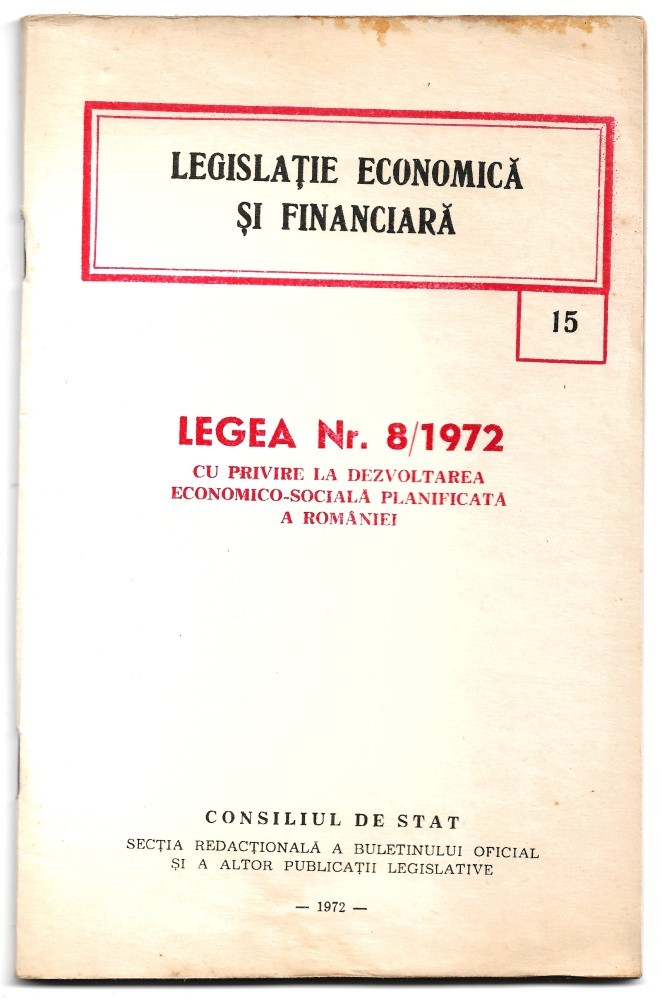 LEGISLAȚIE ECONOMICĂ
ȘI FINANCIARĂ
15
LEGEA Nr. 8/1972
CU PRIVIRE LA DEZVOLTAREA
ECONOMICO-SOCIALĂ PLANIFICATĂ
A ROMÂNIEI
CONSILIUL DE STAT
SECȚIA REDACȚIONALĂ A BULETINULUI OFICIAL
ȘI A ALTOR PUBLICAȚII LEGISLATIVE
— 1972 —